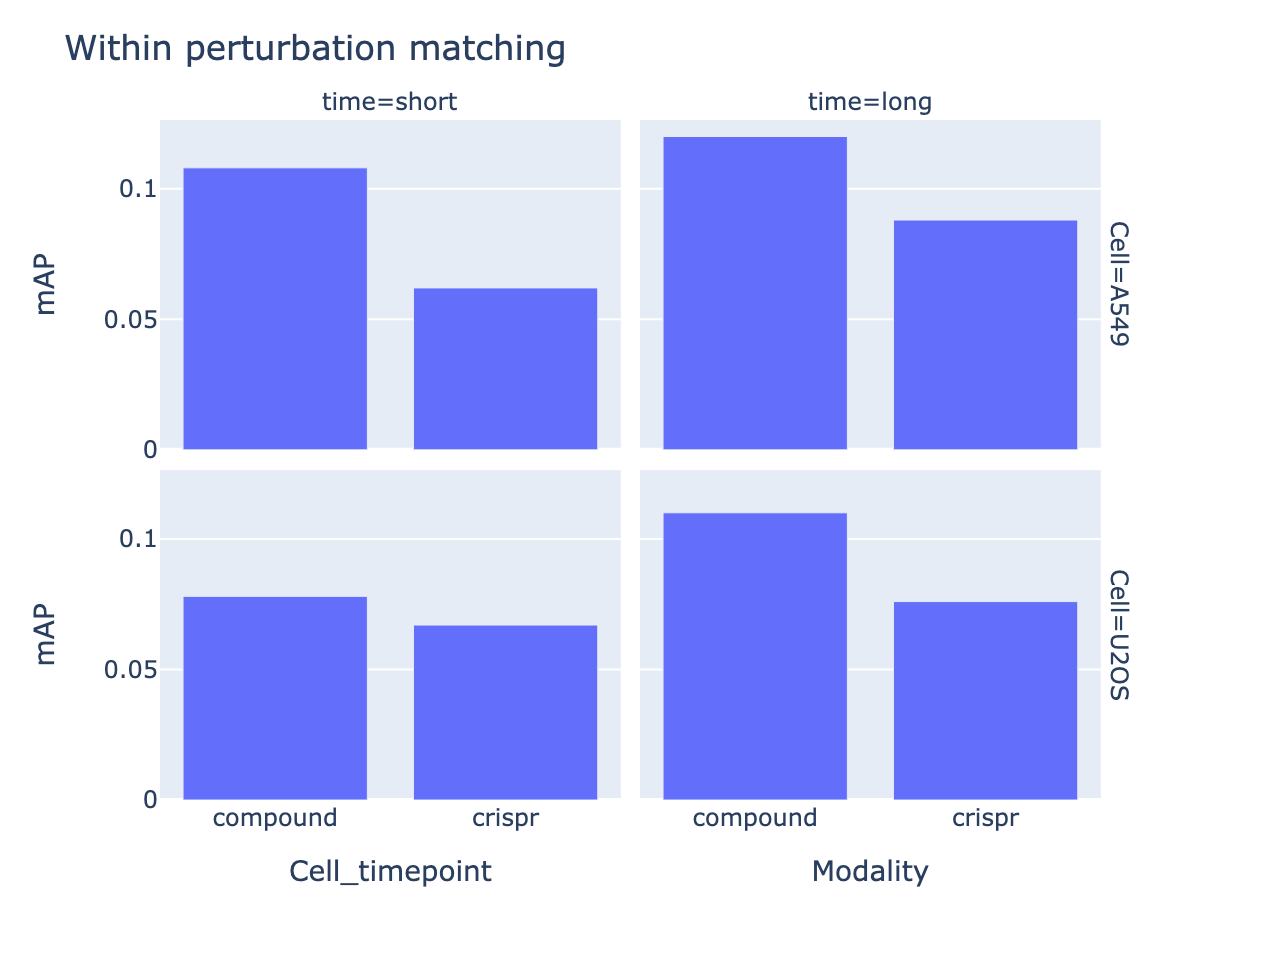 Within perturbation matching
time=short
time=long
mAP
0.1
0.05
0
Cell=A549
mAP
0.1
0.05
0
Cell=U2OS
compound
crispr
compound
crispr
Cell_timepoint
Modality